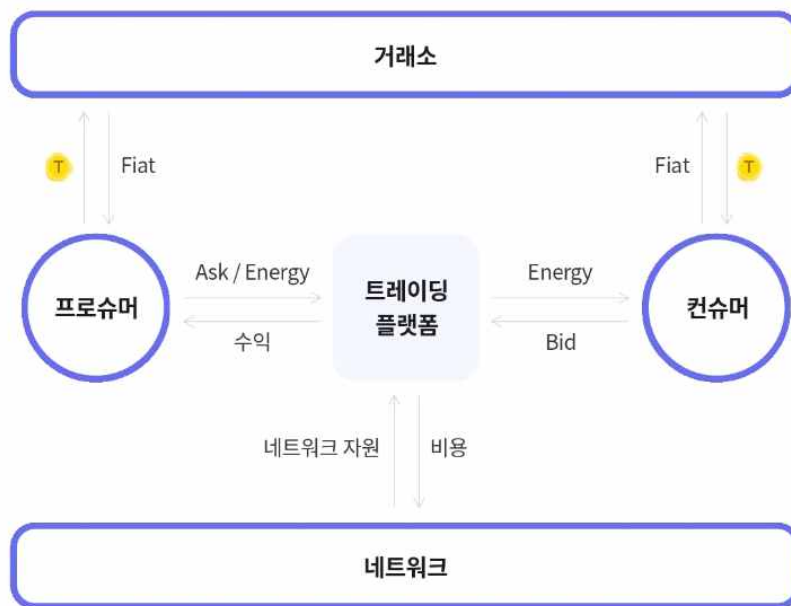 거래소
T
Fiat
Fiat
T
프로슈머
Ask / Energy
수익
트레이딩
플랫폼
Energy
Bid
컨슈머
네트워크 자원
비용
네트워크